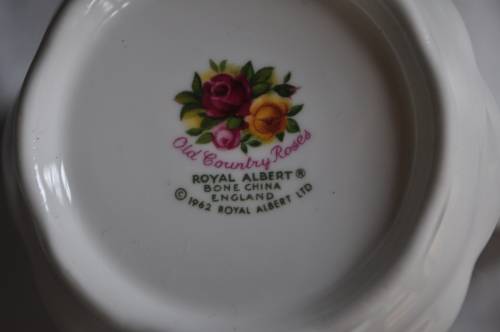 Old Country Roses
ROYAL ALBERT ®
BONE CHINA
ENGLAND
© 1962 ROYAL ALBERT LTD